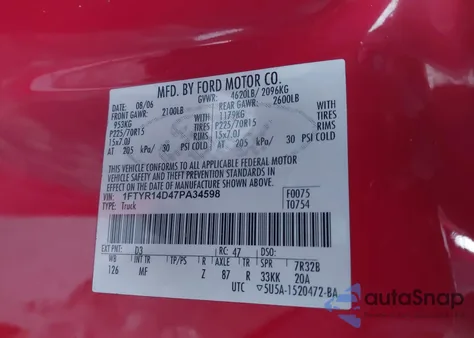 MFD. BY FORD MOTOR CO.
DATE: 08/06 GVWR: 4620LB/ 2096KG
FRONT GAWR: 2100LB REAR GAWR: 2600LB
953KG 1179KG
P225/70R15 TIRES P225/70R15 TIRES
15x7.0J RIMS 15x7.0J RIMS
AT 205 kPa/ 30 PSI COLD AT 205 kPa/ 30 PSI COLD
THIS VEHICLE CONFORMS TO ALL APPLICABLE FEDERAL MOTOR
VEHICLE SAFETY AND BUMPER STANDARDS IN EFFECT ON
THE DATE OF MANUFACTURE SHOWN ABOVE.
VIN: 1FTYR14D47PA34598 F0075
TYPE: Truck T0754
EXT PNT: D3 RC: 47 DSO:
WB INT TR TP/PS R AXLE TR SPR 7R32B
126 MF Z B7 R 33KK 20A
UTC ▽5U5A-1520472-BA
autoSnap